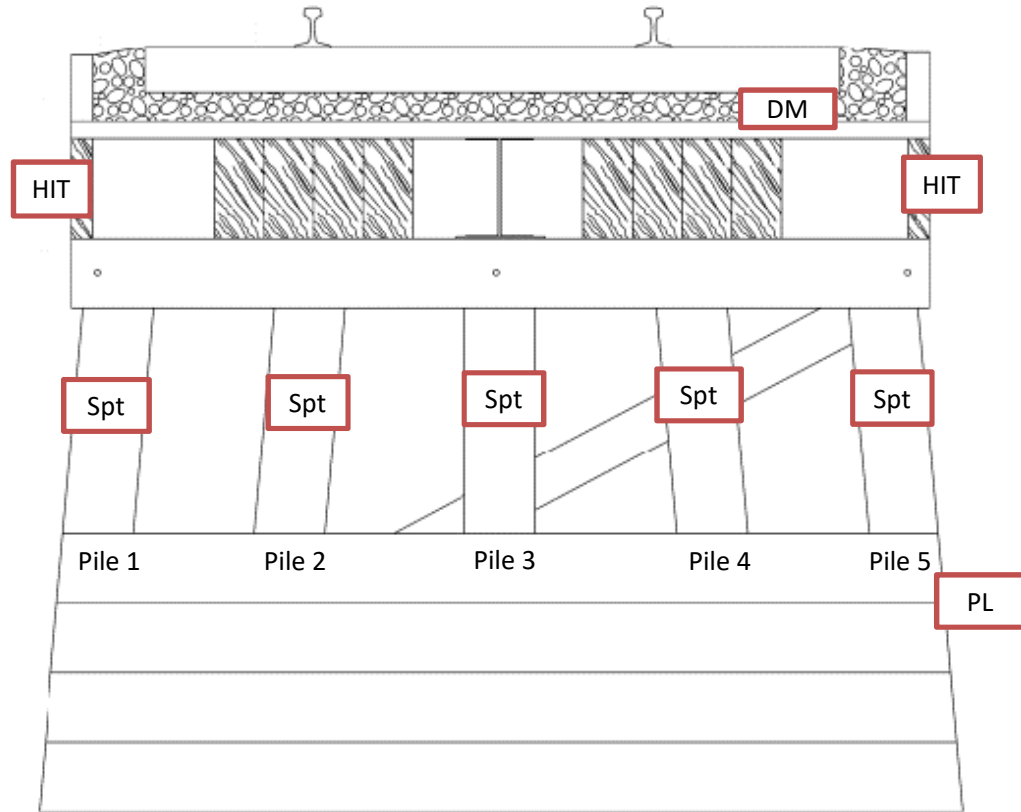 DM
HIT
HIT
Spt
Spt
Spt
Spt
Spt
Pile 1
Pile 2
Pile 3
Pile 4
Pile 5
PL